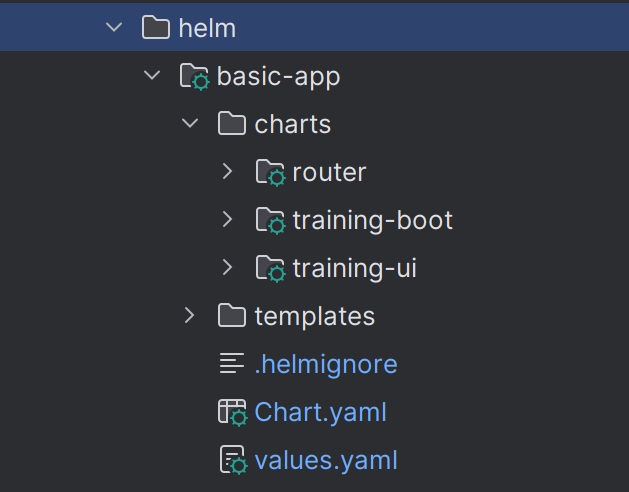 helm
basic-app
charts
router
training-boot
training-ui
templates
.helmignore
Chart.yaml
values.yaml